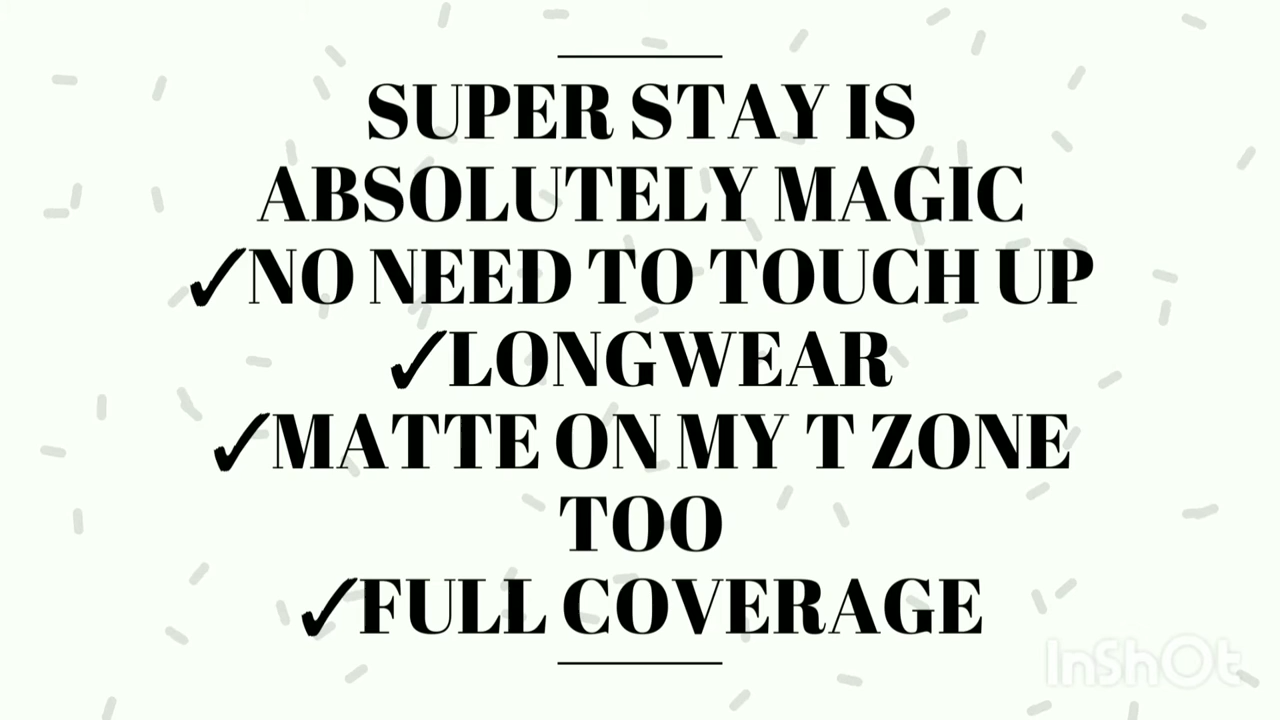 SUPER STAY IS
ABSOLUTELY MAGIC
✓NO NEED TO TOUCH UP
✓LONGWEAR
✓MATTE ON MY T ZONE
TOO
✓FULL COVERAGE
InShOt